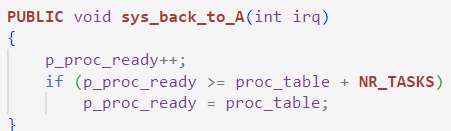 PUBLIC void sys_back_to_A(int irq)
{
    p_proc_ready++;
    if (p_proc_ready >= proc_table + NR_TASKS)
        p_proc_ready = proc_table;
}